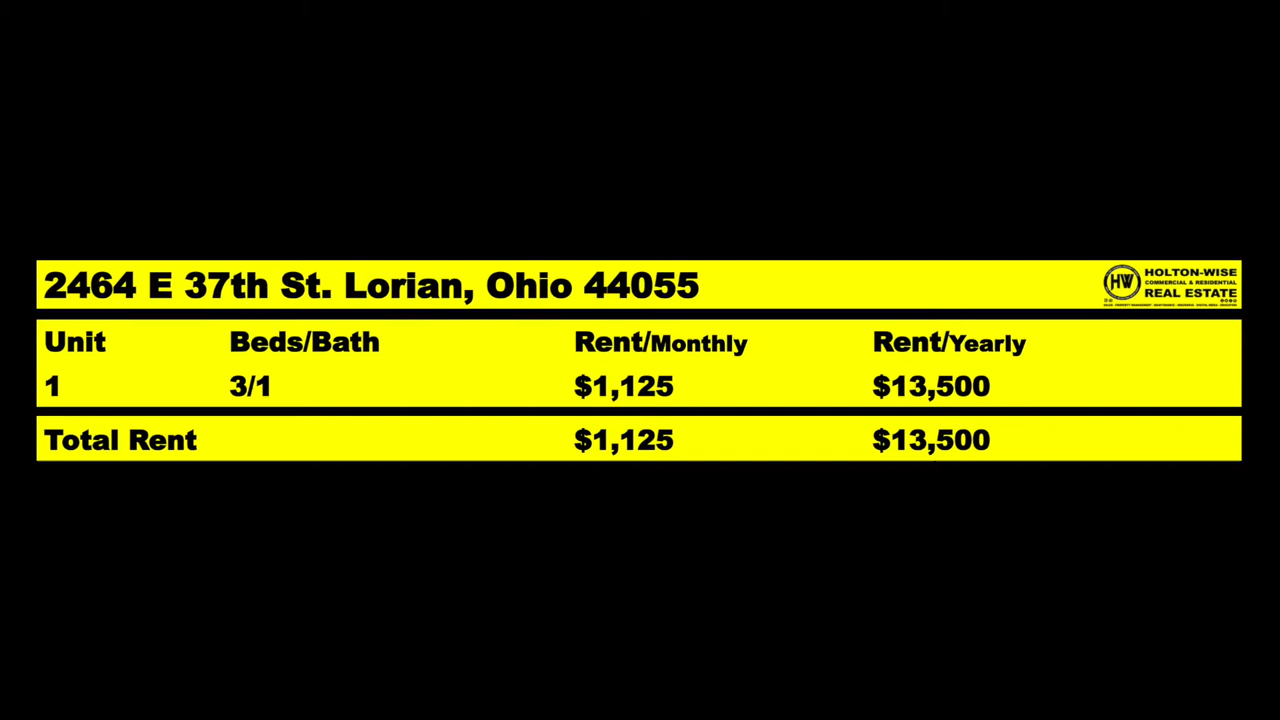 2464 E 37th St. Lorian, Ohio 44055
HW
HOLTON-WISE
COMMERCIAL & RESIDENTIAL
REAL ESTATE
Unit Beds/Bath Rent/Monthly Rent/Yearly
1 3/1 $1,125 $13,500
Total Rent $1,125 $13,500